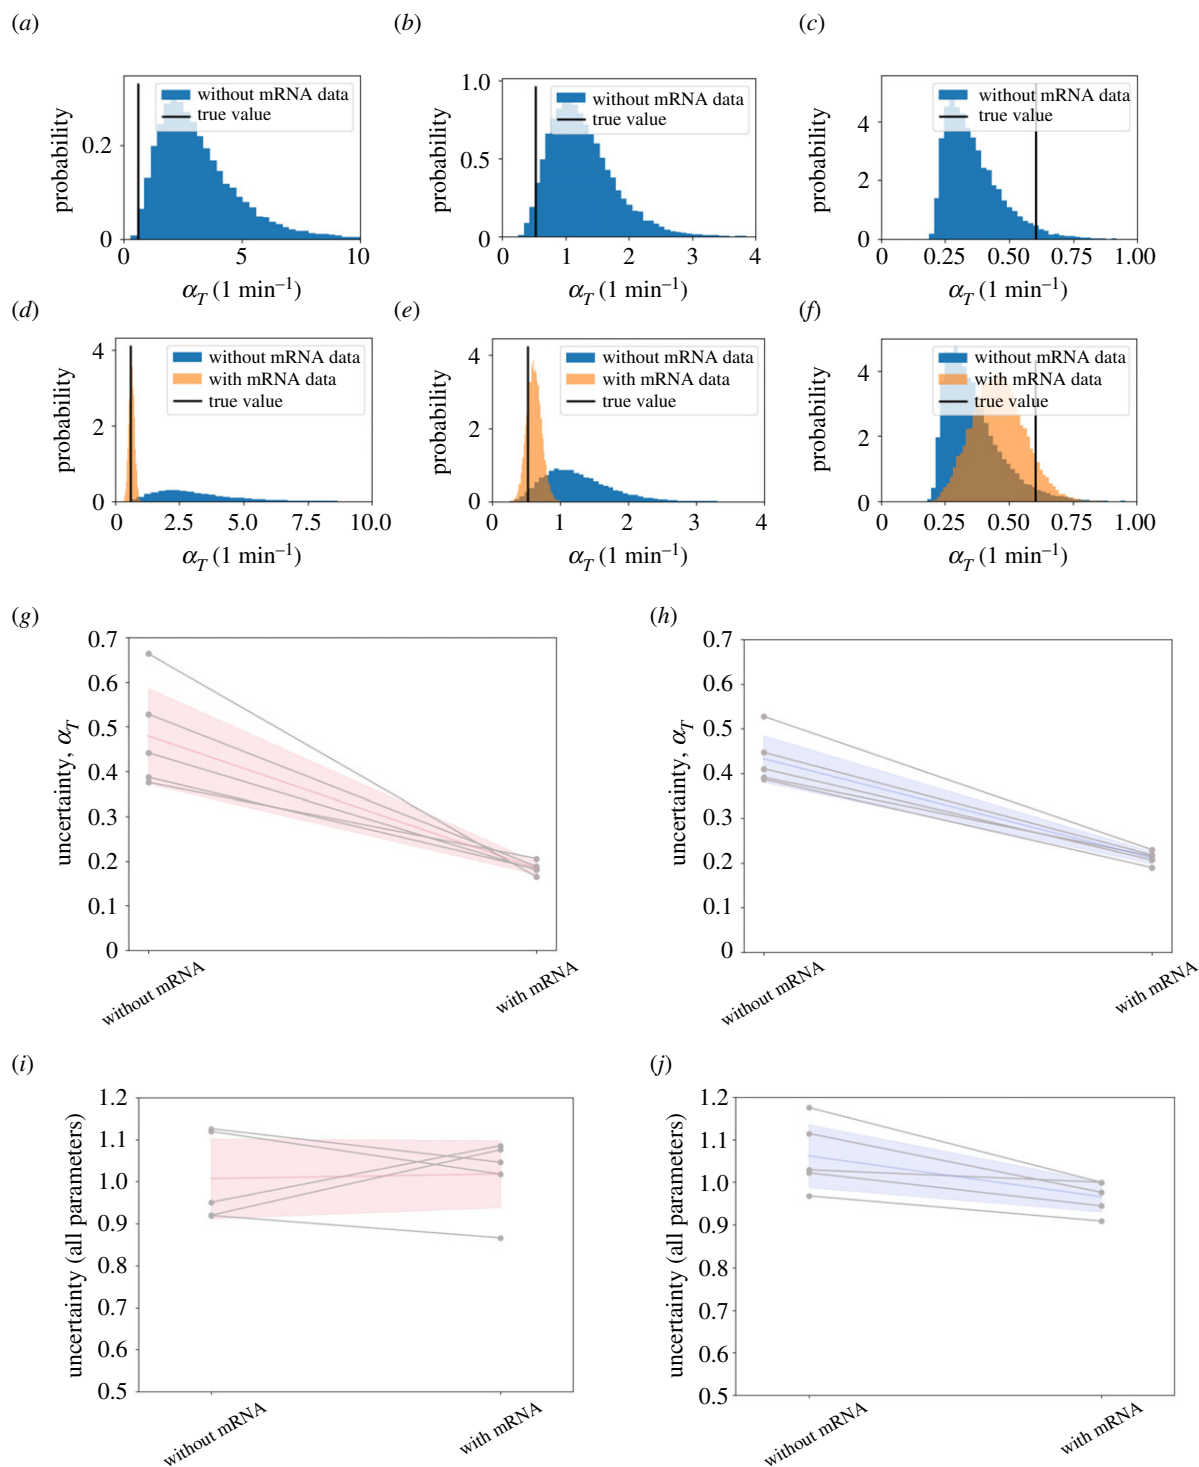 (a)
(b)
(c)
probability
0.2
0
0
5
10
α_T (1 min⁻¹)
without mRNA data
true value
probability
1.0
0.5
0
0
1
2
3
4
α_T (1 min⁻¹)
without mRNA data
true value
probability
4
2
0
0
0.25
0.50
0.75
1.00
α_T (1 min⁻¹)
without mRNA data
true value
(d)
(e)
(f)
probability
4
2
0
0
2.5
5.0
7.5
10.0
α_T (1 min⁻¹)
without mRNA data
with mRNA data
true value
probability
4
2
0
0
1
2
3
4
α_T (1 min⁻¹)
without mRNA data
with mRNA data
true value
probability
4
2
0
0
0.25
0.50
0.75
1.00
α_T (1 min⁻¹)
without mRNA data
with mRNA data
true value
(g)
(h)
uncertainty, α_T
0.7
0.6
0.5
0.4
0.3
0.2
0.1
0
without mRNA
with mRNA
uncertainty, α_T
0.7
0.6
0.5
0.4
0.3
0.2
0.1
0
without mRNA
with mRNA
(i)
(j)
uncertainty (all parameters)
1.2
1.1
1.0
0.9
0.8
0.7
0.6
0.5
without mRNA
with mRNA
uncertainty (all parameters)
1.2
1.1
1.0
0.9
0.8
0.7
0.6
0.5
without mRNA
with mRNA